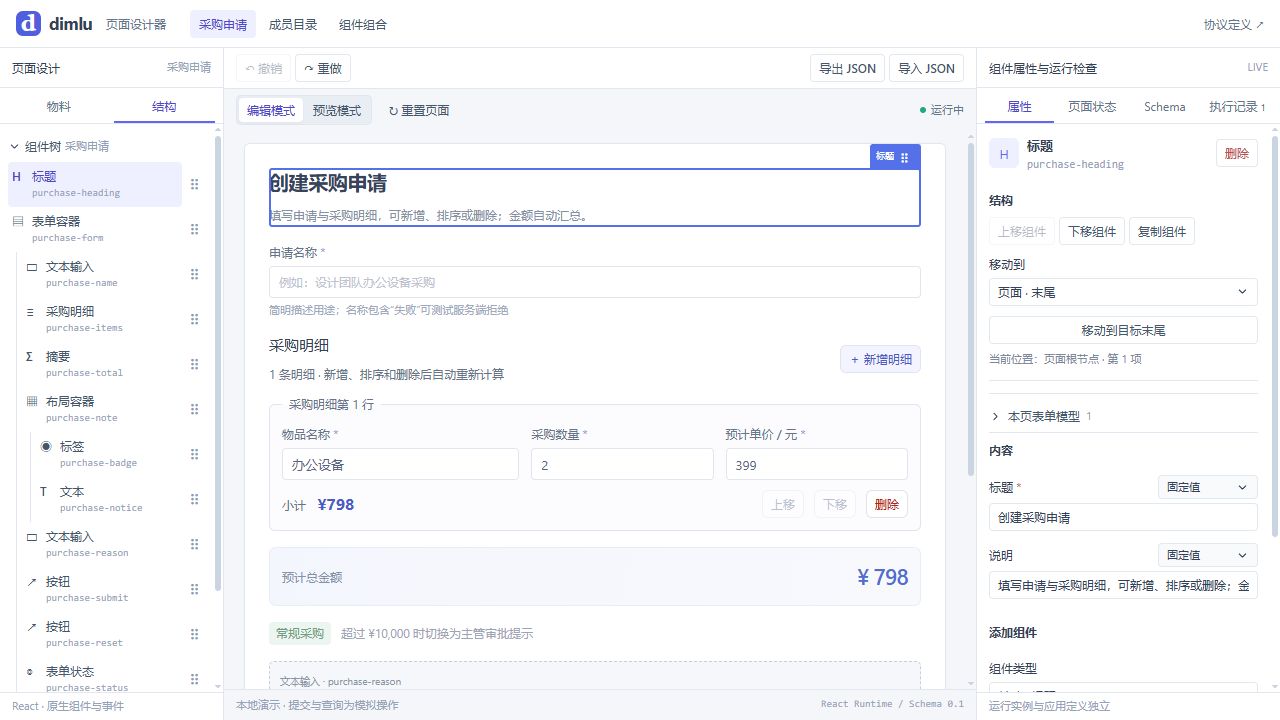 d dimlu 页面设计器 采购申请 成员目录 组件组合 协议定义 ↗
页面设计 采购申请
物料 结构
组件树 采购申请
H 标题
purchase-heading
表单容器
purchase-form
文本输入
purchase-name
采购明细
purchase-items
Σ 摘要
purchase-total
布局容器
purchase-note
标签
purchase-badge
T 文本
purchase-notice
文本输入
purchase-reason
↗ 按钮
purchase-submit
↗ 按钮
purchase-reset
表单状态
purchase-status
React · 原生组件与事件
↶ 撤销 ↷ 重做 导出 JSON 导入 JSON
编辑模式 预览模式 ↻ 重置页面 运行中
标题
创建采购申请
填写申请与采购明细，可新增、排序或删除；金额自动汇总。
申请名称 *
例如：设计团队办公设备采购
简明描述用途；名称包含“失败”可测试服务端拒绝
采购明细
1 条明细 · 新增、排序和删除后自动重新计算
+ 新增明细
采购明细第 1 行
物品名称 * 采购数量 * 预计单价 / 元 *
办公设备 2 399
小计 ¥798 上移 下移 删除
预计总金额 ¥ 798
常规采购 超过 ¥10,000 时切换为主管审批提示
文本输入 · purchase-reason
本地演示 · 提交与查询为模拟操作 React Runtime / Schema 0.1
组件属性与运行检查 LIVE
属性 页面状态 Schema 执行记录 1
H 标题
purchase-heading
删除
结构
上移组件 下移组件 复制组件
移动到
页面 · 末尾
移动到目标末尾
当前位置：页面根节点 · 第 1 项
本页表单模型 1
内容
标题 * 固定值
创建采购申请
说明 固定值
填写申请与采购明细，可新增、排序或删除；金
添加组件
组件类型
运行实例与应用定义独立